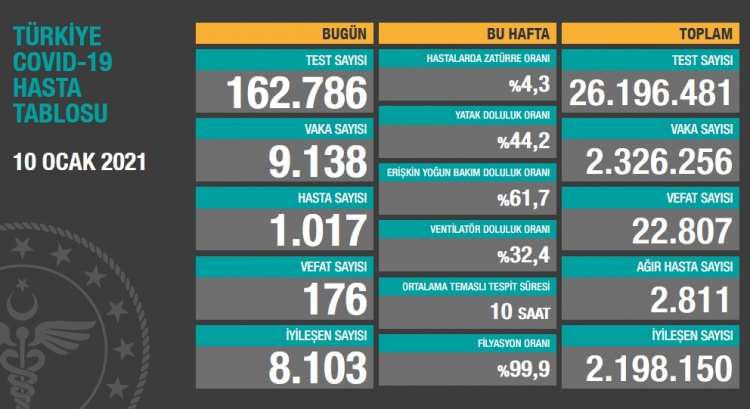 TÜRKİYE
COVID-19
HASTA
TABLOSU
10 OCAK 2021
BUGÜN
TEST SAYISI
162.786
VAKA SAYISI
9.138
HASTA SAYISI
1.017
VEFAT SAYISI
176
İYİLEŞEN SAYISI
8.103
BU HAFTA
HASTALARDA ZATÜRRE ORANI
%4,3
YATAK DOLULUK ORANI
%44,2
ERİŞKİN YOĞUN BAKIM DOLULUK ORANI
%61,7
VENTİLATÖR DOLULUK ORANI
%32,4
ORTALAMA TEMASLI TESPİT SÜRESİ
10 SAAT
FİLYASYON ORANI
%99,9
TOPLAM
TEST SAYISI
26.196.481
VAKA SAYISI
2.326.256
VEFAT SAYISI
22.807
AĞIR HASTA SAYISI
2.811
İYİLEŞEN SAYISI
2.198.150